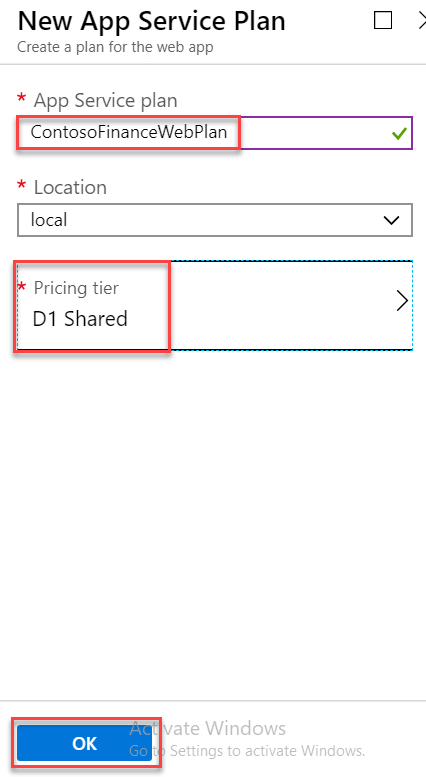 New App Service Plan
Create a plan for the web app
* App Service plan
ContosoFinanceWebPlan
* Location
local
* Pricing tier
D1 Shared
Activate Windows
OK
Go to Settings to activate Windows.